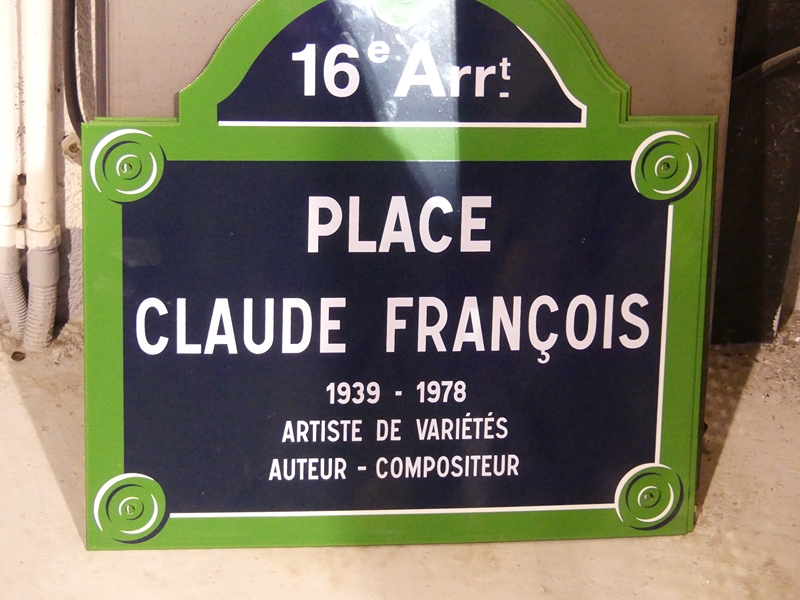 16e Arrt
PLACE
CLAUDE FRANÇOIS
1939 - 1978
ARTISTE DE VARIÉTÉS
AUTEUR - COMPOSITEUR